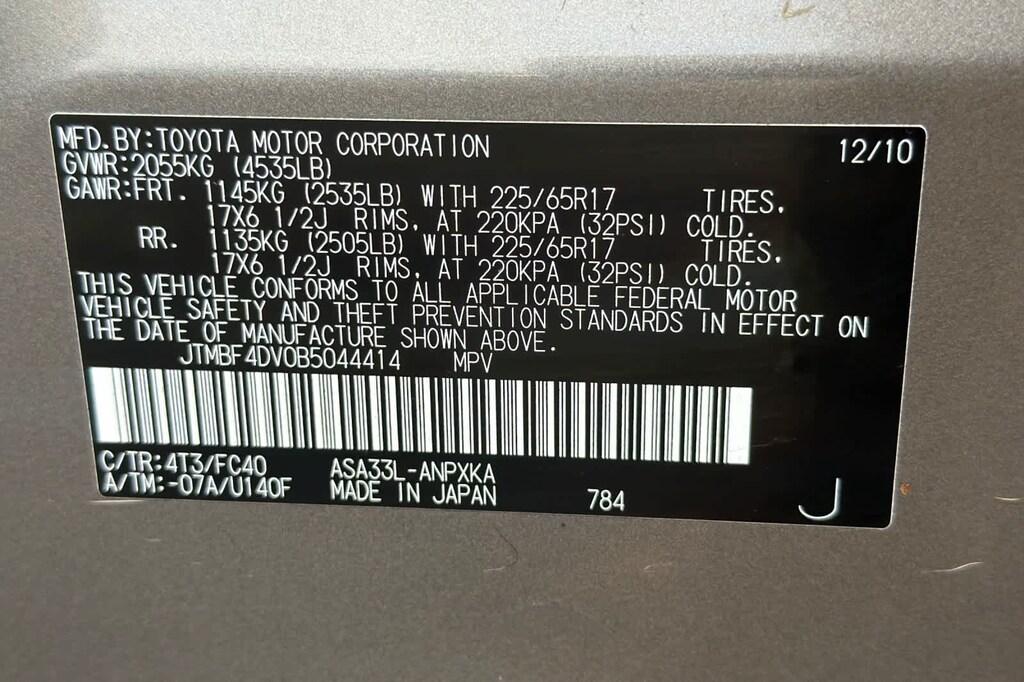 MFD. BY: TOYOTA MOTOR CORPORATION 12/10
GVWR: 2055KG (4535LB)
GAWR: FRT. 1145KG (2535LB) WITH 225/65R17 TIRES,
17X6 1/2J RIMS, AT 220KPA (32PSI) COLD.
RR. 1135KG (2505LB) WITH 225/65R17 TIRES,
17X6 1/2J RIMS, AT 220KPA (32PSI) COLD.
THIS VEHICLE CONFORMS TO ALL APPLICABLE FEDERAL MOTOR
VEHICLE SAFETY AND THEFT PREVENTION STANDARDS IN EFFECT ON
THE DATE OF MANUFACTURE SHOWN ABOVE.
JTMBF4DV0B5044414 MPV
C/TR: 4T3/FC40 ASA33L-ANPXKA
A/TM: -07A/U140F MADE IN JAPAN 784 J